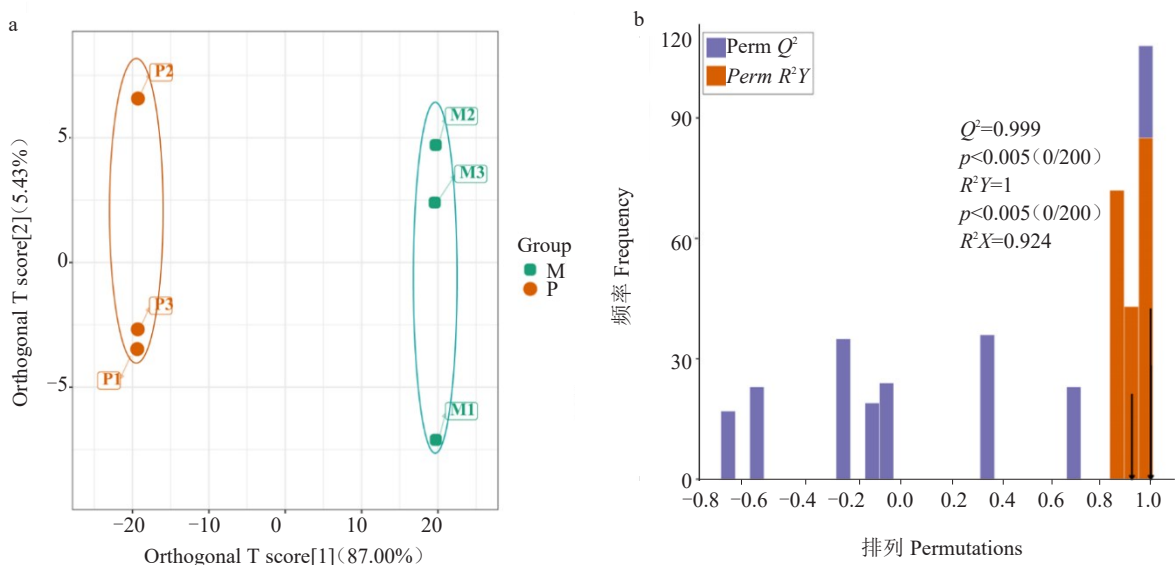 a
P2
P3
P1
M2
M3
M1
5
0
−5
−20
−10
0
10
20
Orthogonal T score[2](5.43%)
Orthogonal T score[1](87.00%)
Group
M
P
b
Perm Q²
Perm R²Y
Q²=0.999
p<0.005(0/200)
R²Y=1
p<0.005(0/200)
R²X=0.924
120
90
60
30
0
−0.8
−0.6
−0.4
−0.2
0.0
0.2
0.4
0.6
0.8
1.0
频率 Frequency
排列 Permutations